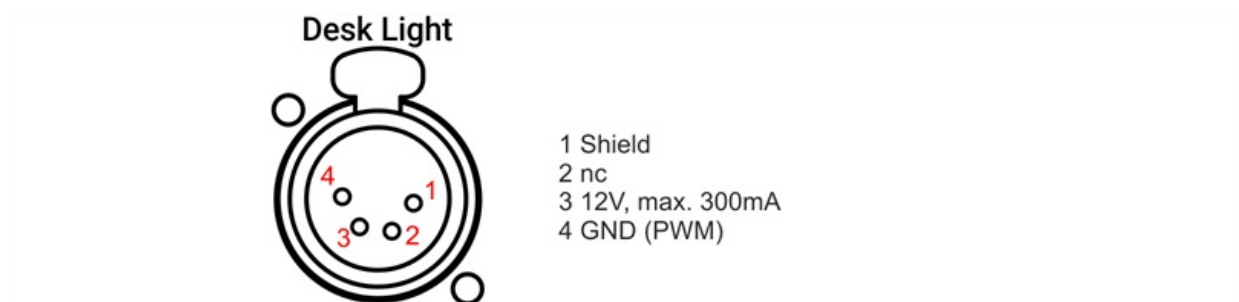 Desk Light
4
1
3
2
1 Shield
2 nc
3 12V, max. 300mA
4 GND (PWM)